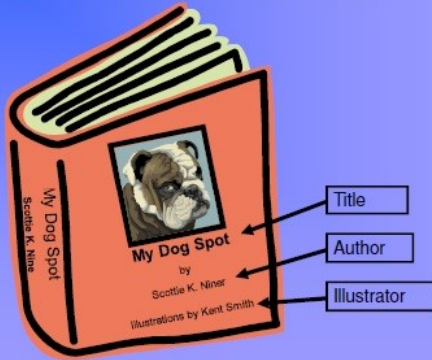 My Dog Spot
Scottie K. Nine
My Dog Spot
by
Scottie K. Niner
Illustrations by Kent Smith
Title
Author
Illustrator